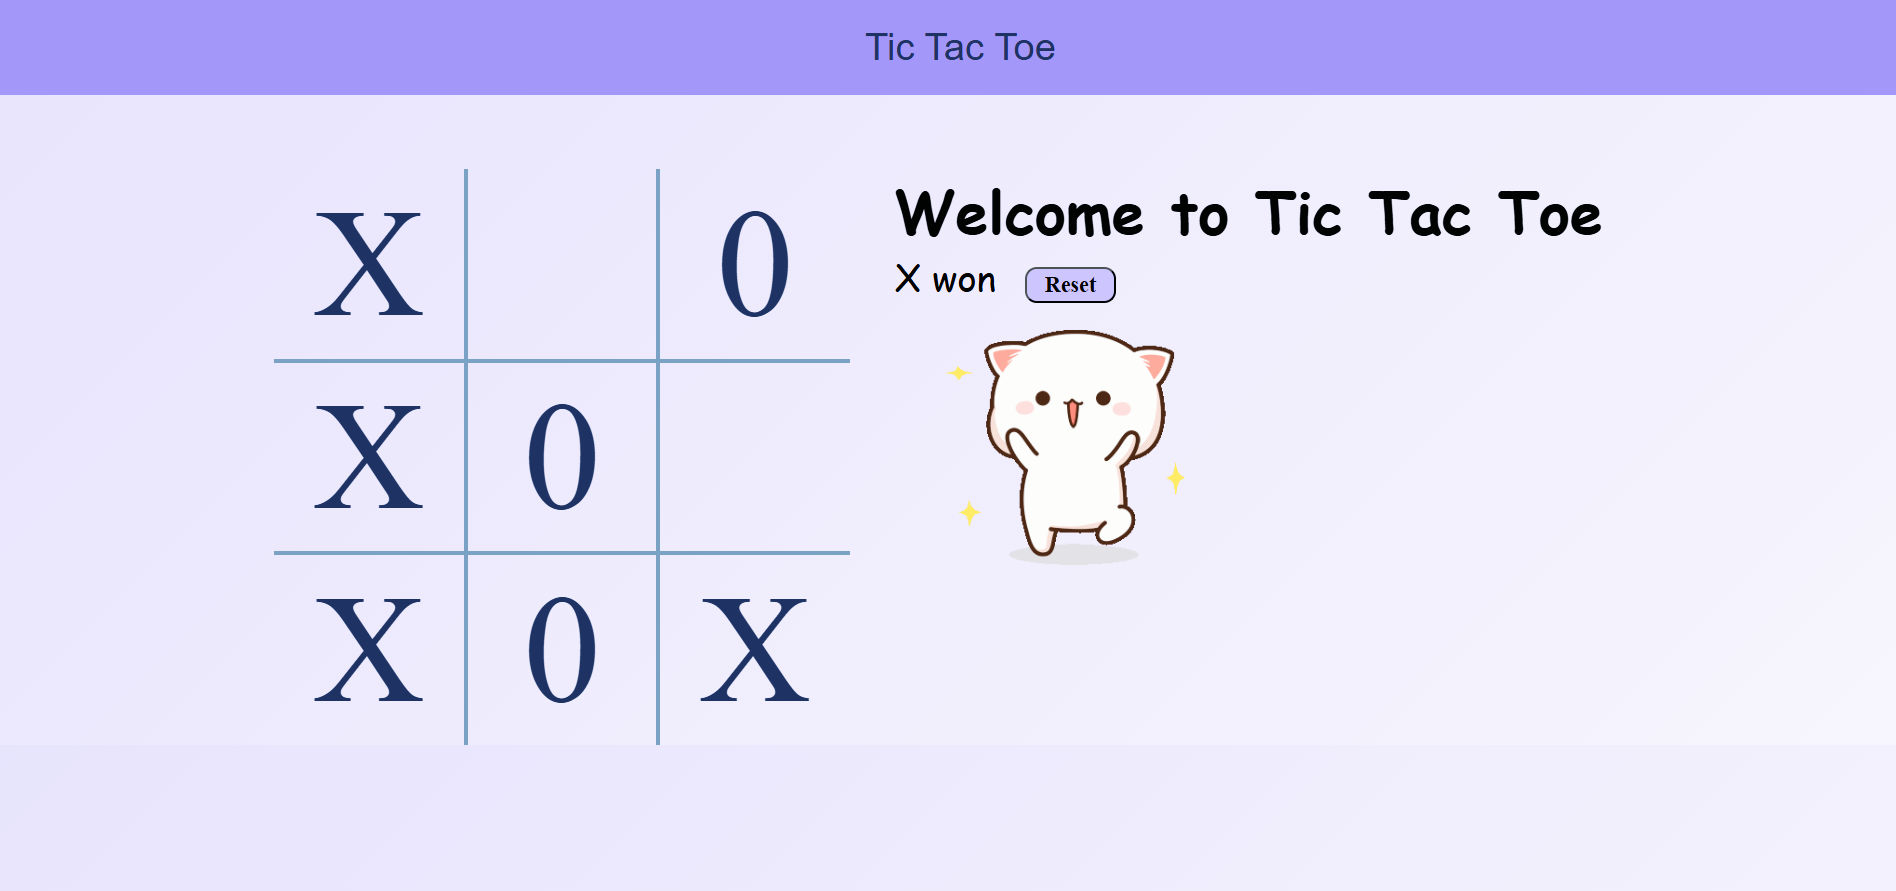 Tic Tac Toe
X 0
X 0
X 0 X
Welcome to Tic Tac Toe
X won Reset